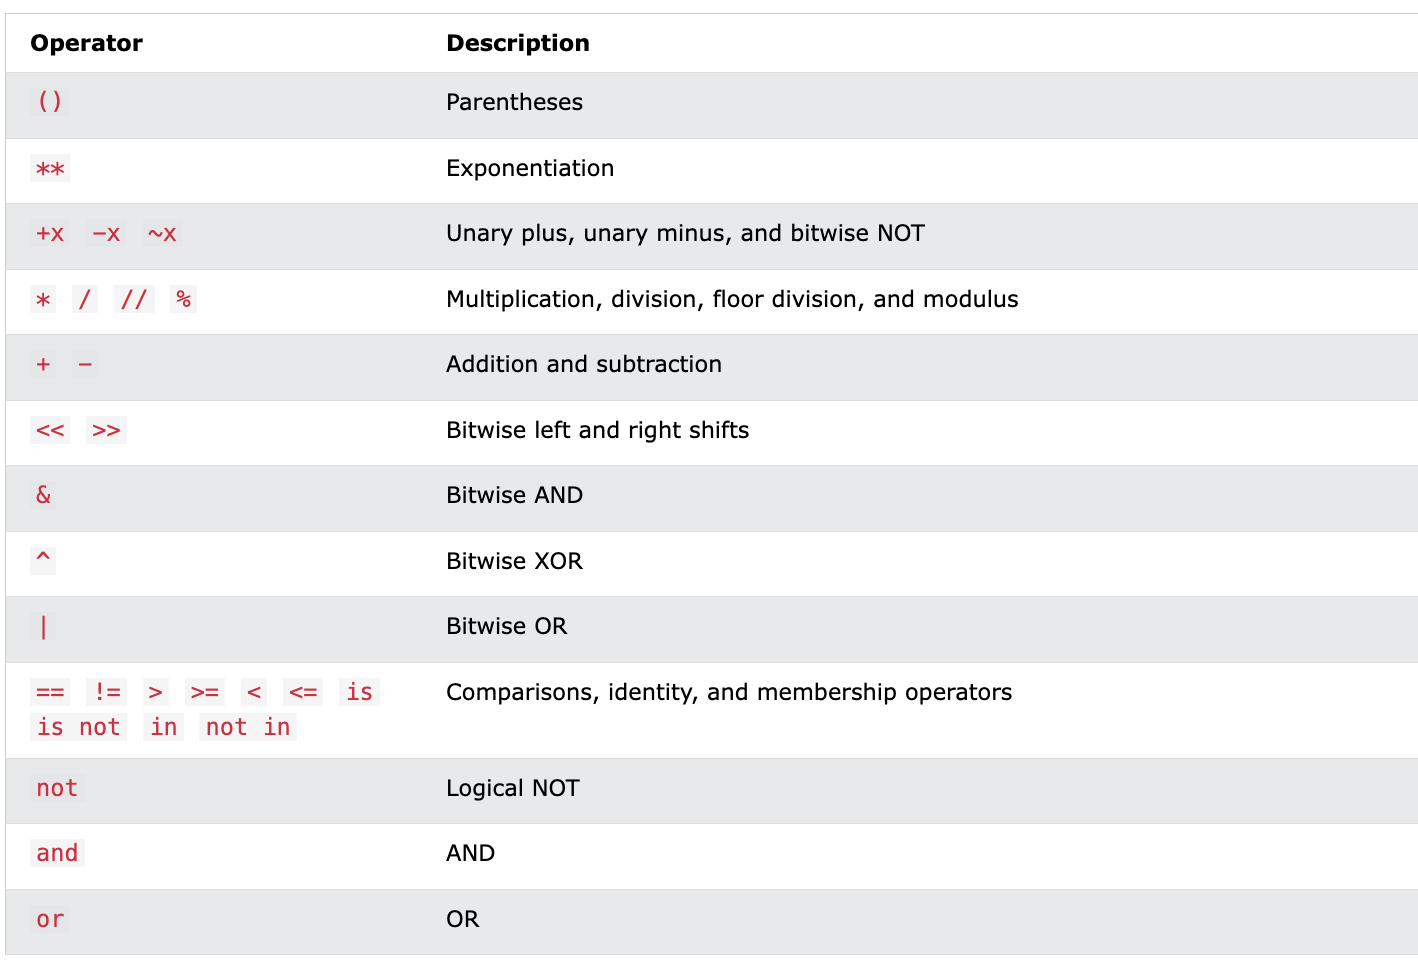 Operator Description
() Parentheses
** Exponentiation
+x -x ~x Unary plus, unary minus, and bitwise NOT
* / // % Multiplication, division, floor division, and modulus
+ - Addition and subtraction
<< >> Bitwise left and right shifts
& Bitwise AND
^ Bitwise XOR
| Bitwise OR
== != > >= < <= is Comparisons, identity, and membership operators
is not in not in
not Logical NOT
and AND
or OR